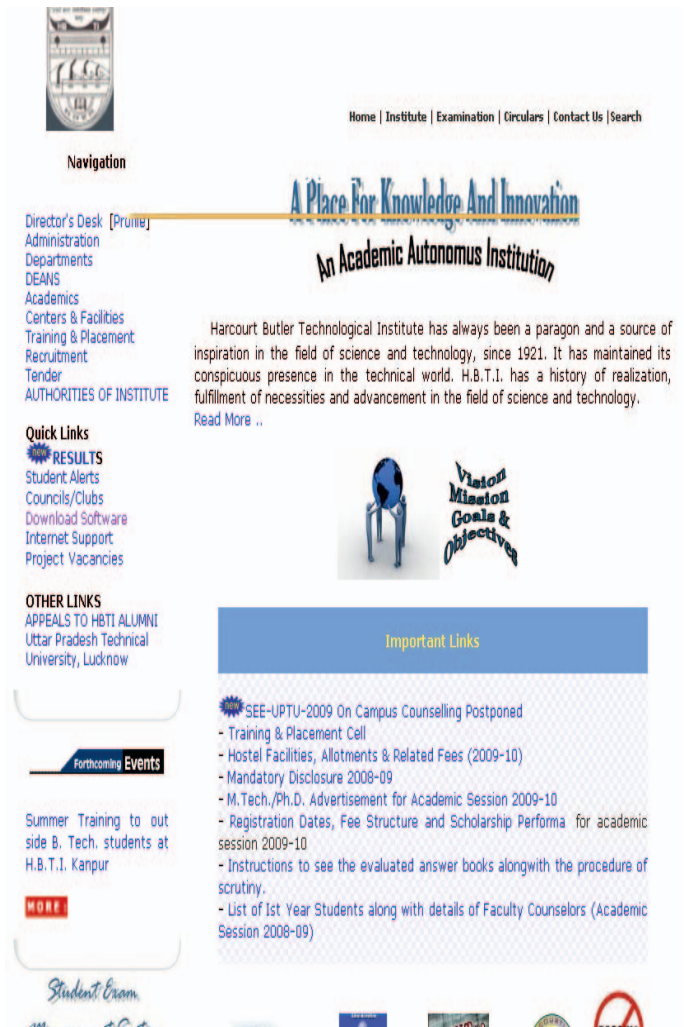 Home | Institute | Examination | Circulars | Contact Us |Search
Navigation
A Place For Knowledge And Innovation
An Academic Autonomus Institution
Director's Desk [Profile]
Administration
Departments
DEANS
Academics
Centers & Facilities
Training & Placement
Recruitment
Tender
AUTHORITIES OF INSTITUTE
Harcourt Butler Technological Institute has always been a paragon and a source of
inspiration in the field of science and technology, since 1921. It has maintained its
conspicuous presence in the technical world. H.B.T.I. has a history of realization,
fulfillment of necessities and advancement in the field of science and technology.
Read More ..
Quick Links
new RESULTS
Student Alerts
Councils/Clubs
Download Software
Internet Support
Project Vacancies
Vision
Mission
Goals &
Objectives
OTHER LINKS
APPEALS TO HBTI ALUMNI
Uttar Pradesh Technical
University, Lucknow
Forthcoming Events
Summer Training to out
side B. Tech. students at
H.B.T.I. Kanpur
MORE:
Student Exam
Important Links
new SEE-UPTU-2009 On Campus Counselling Postponed
- Training & Placement Cell
- Hostel Facilities, Allotments & Related Fees (2009-10)
- Mandatory Disclosure 2008-09
- M.Tech./Ph.D. Advertisement for Academic Session 2009-10
- Registration Dates, Fee Structure and Scholarship Performa for academic
session 2009-10
- Instructions to see the evaluated answer books alongwith the procedure of
scrutiny.
- List of Ist Year Students along with details of Faculty Counselors (Academic
Session 2008-09)